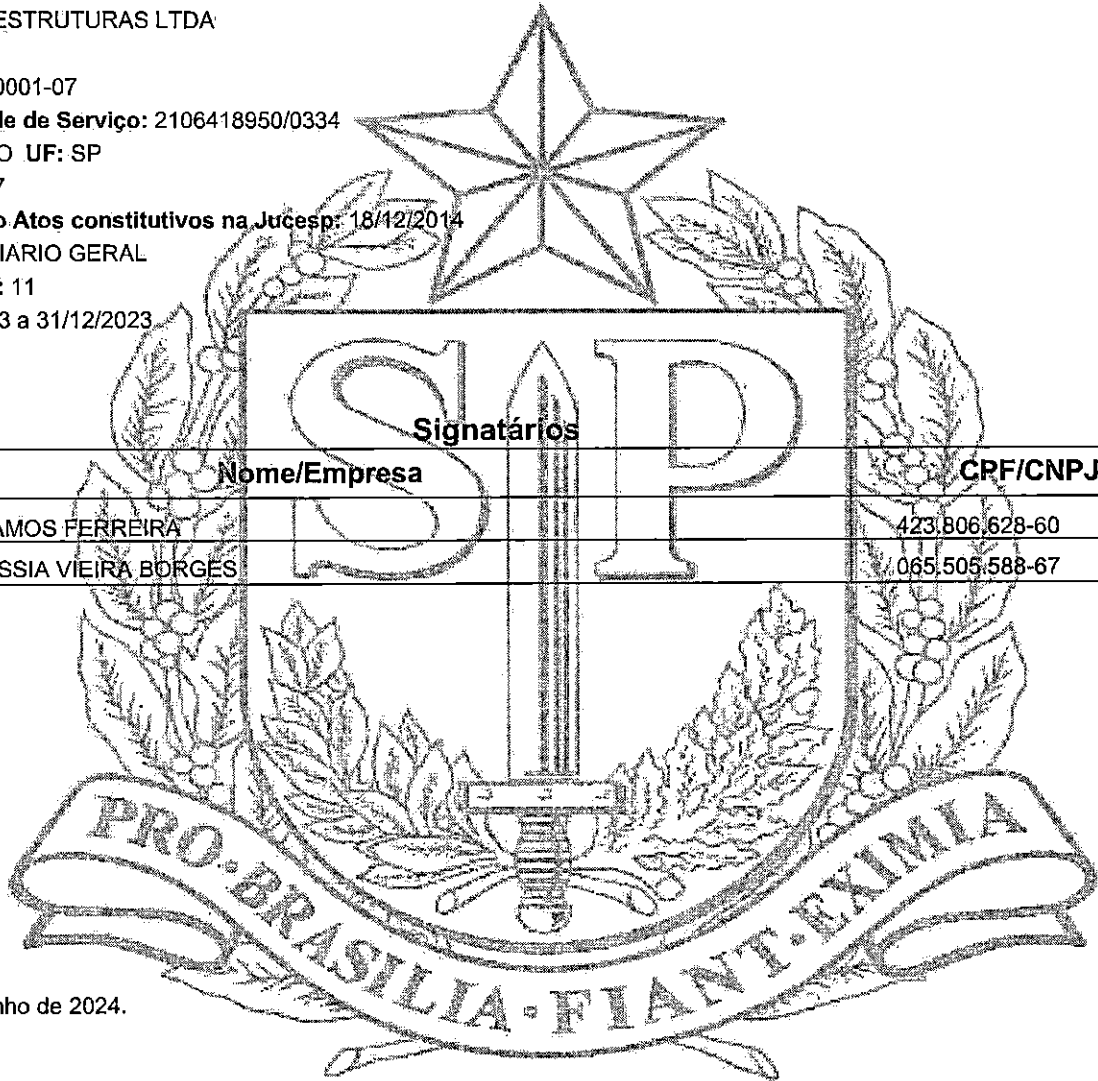 ESTRUTURAS LTDA
0001-07
de de Serviço: 2106418950/0334
O UF: SP
7
o Atos constitutivos na Jucesp: 18/12/2014
IARIO GERAL
: 11
3 a 31/12/2023
S P
Signatários
Nome/Empresa CPF/CNPJ
AMOS FERREIRA 423.806.628-60
SSIA VIEIRA BORGES 065.505.588-67
PRO·BRASILIA·FIANT·EXIMIA
nho de 2024.